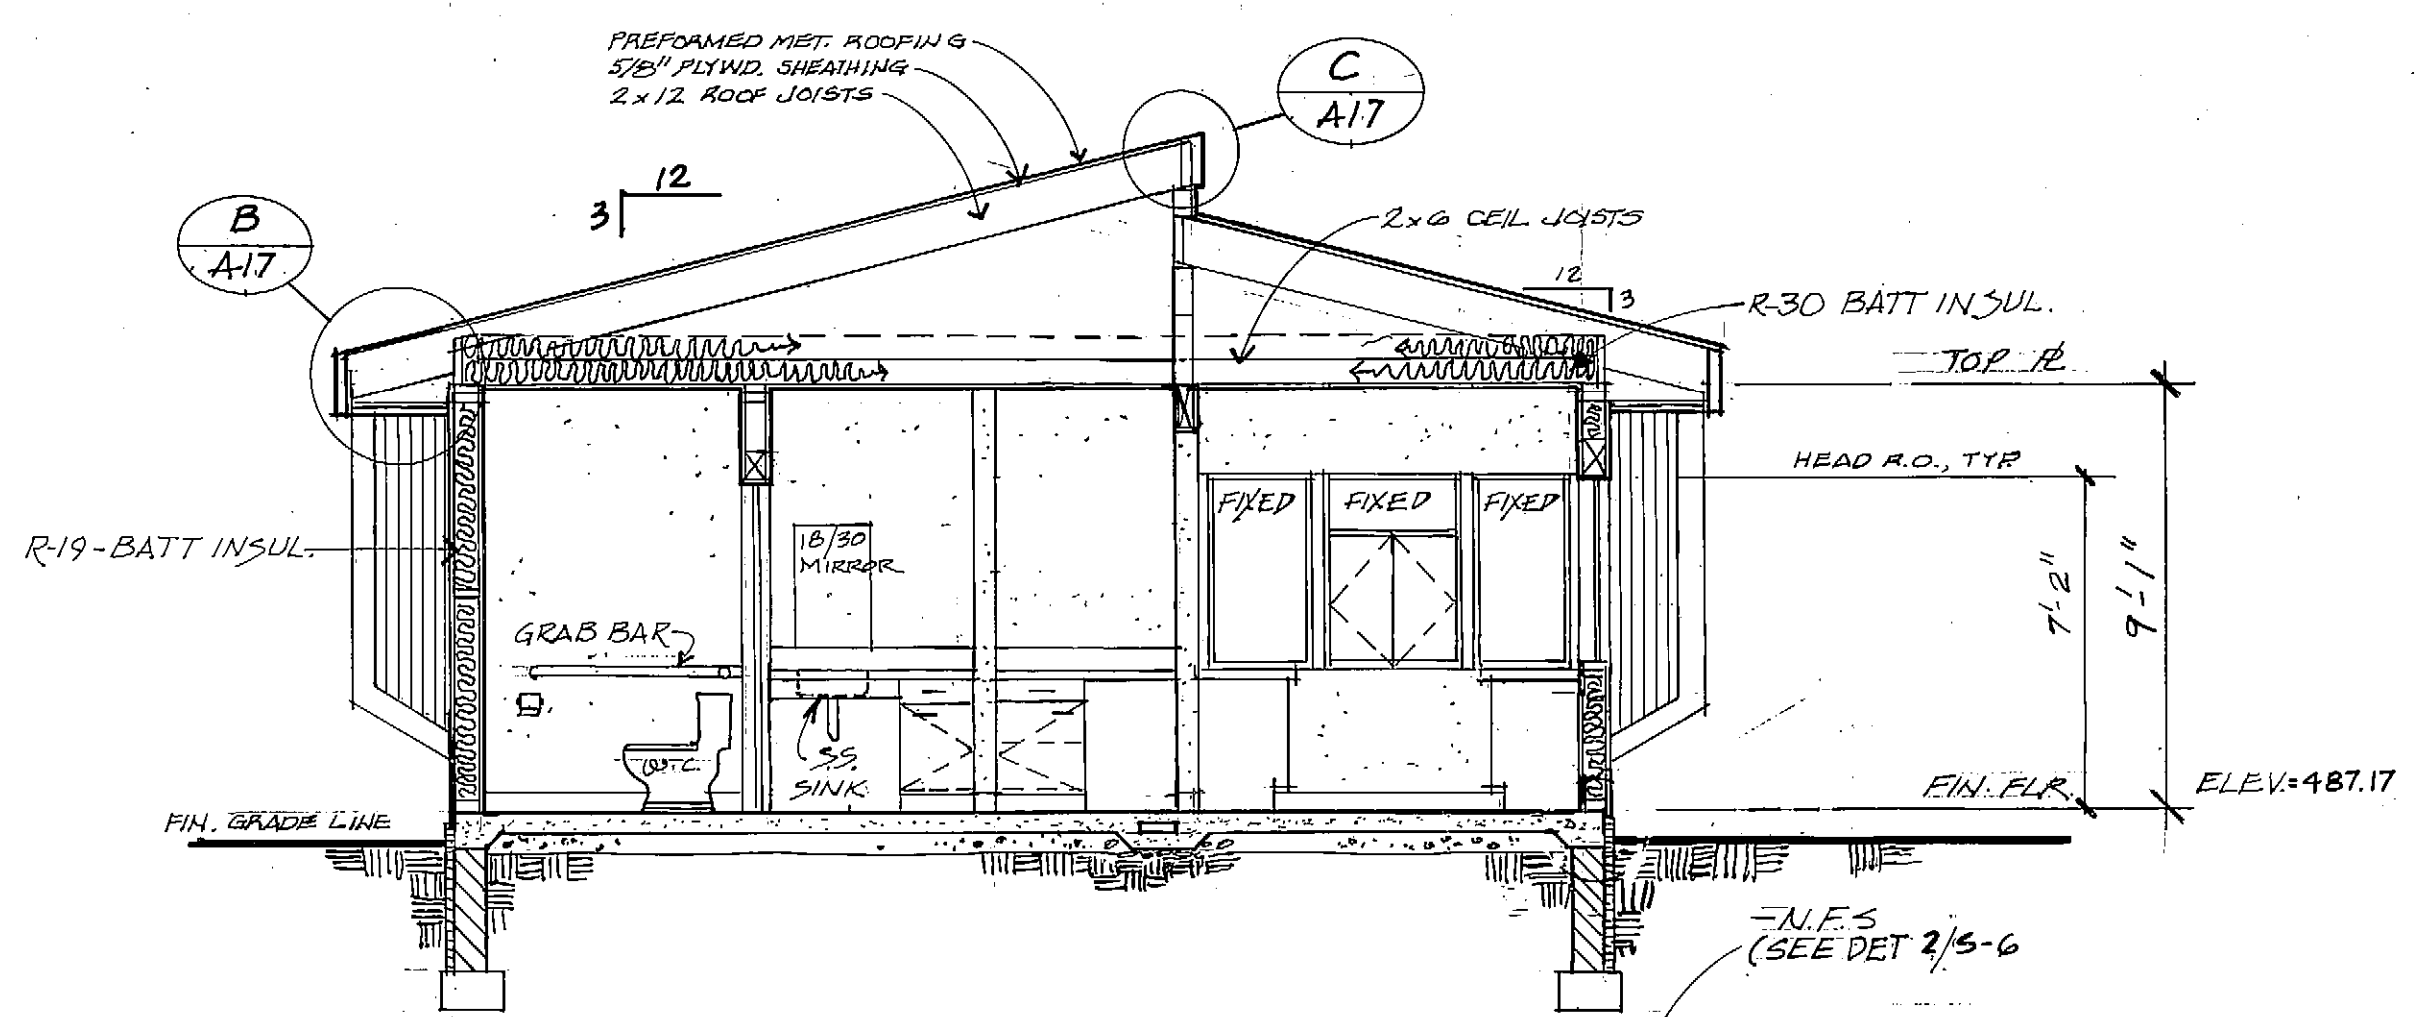 PREFORMED MET. ROOFING
5/8" PLYWD. SHEATHING
2x12 ROOF JOISTS
C
A17
12
3
B
A17
2x6 CEIL JOISTS
12
3
R-30 BATT INSUL.
TOP PL
HEAD R.O., TYP.
FIXED
FIXED
FIXED
18/30
MIRROR
R-19-BATT INSUL.
7'-2"
9'-1"
GRAB BAR
W.C.
S.S.
SINK
FIN. FLR.
ELEV.=487.17
FIN. GRADE LINE
N.F.S
(SEE DET 2/S-6